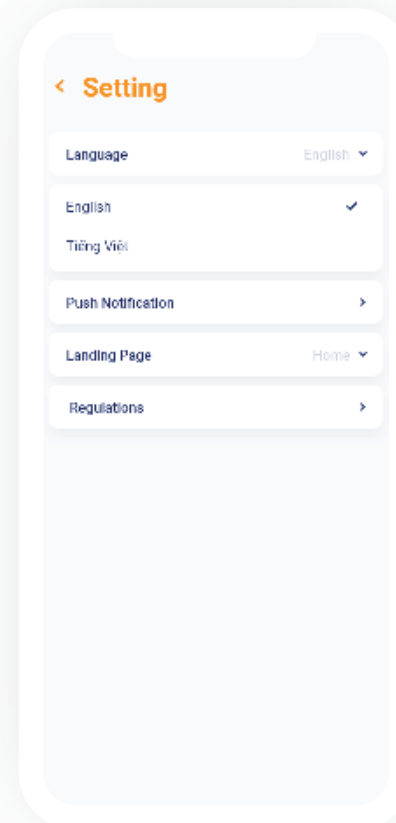 Setting
Language English
English
Tiếng Việt
Push Notification
Landing Page Home
Regulations